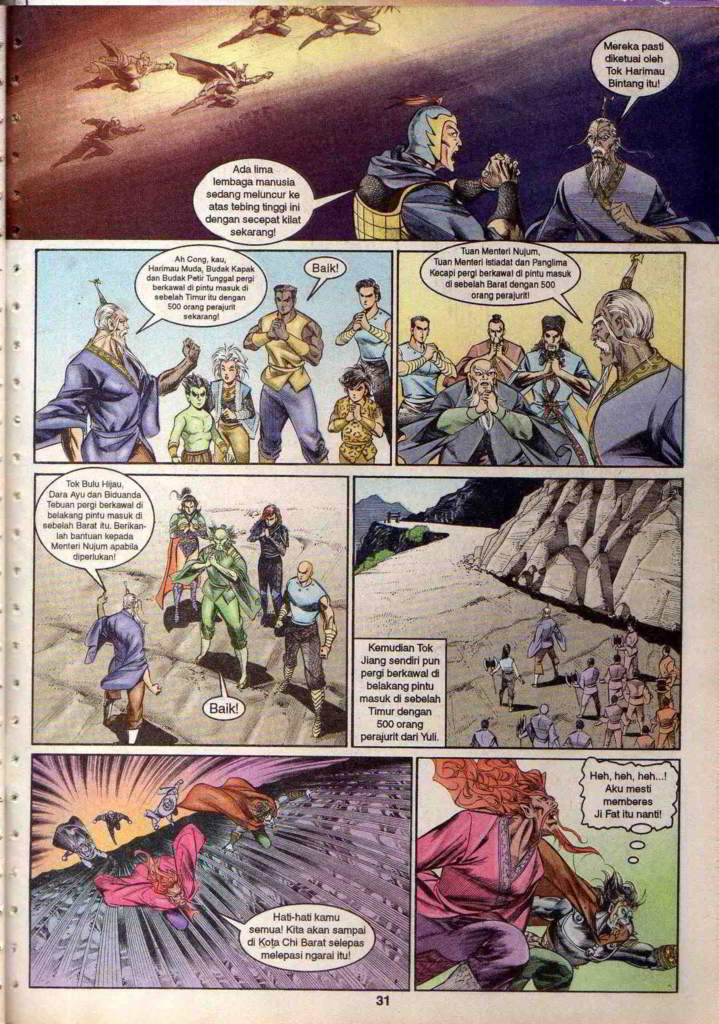 Mereka pasti
diketuai oleh
Tok Harimau
Bintang itu!
Ada lima
lembaga manusia
sedang meluncur ke
atas tebing tinggi ini
dengan secepat kilat
sekarang!
Ah Cong, kau,
Harimau Muda, Budak Kapak
dan Budak Petir Tunggal pergi
berkawal di pintu masuk di
sebelah Timur itu dengan
500 orang perajurit
sekarang!
Baik!
Tuan Menteri Nujum,
Tuan Menteri Istiadat dan Panglima
Kecapi pergi berkawal di pintu masuk
di sebelah Barat dengan 500
orang perajurit!
Tok Bulu Hijau,
Dara Ayu dan Biduanda
Tebuan pergi berkawal di
belakang pintu masuk di
sebelah Barat itu. Berikan-
lah bantuan kepada
Menteri Nujum apabila
diperlukan!
Baik!
Kemudian Tok
Jiang sendiri pun
pergi berkawal di
belakang pintu
masuk di sebelah
Timur dengan
500 orang
perajurit dari Yuli.
Hati-hati kamu
semua! Kita akan sampai
di Kota Chi Barat selepas
melepasi ngarai itu!
Heh, heh, heh...!
Aku mesti
memberes
Ji Fat itu nanti!
31